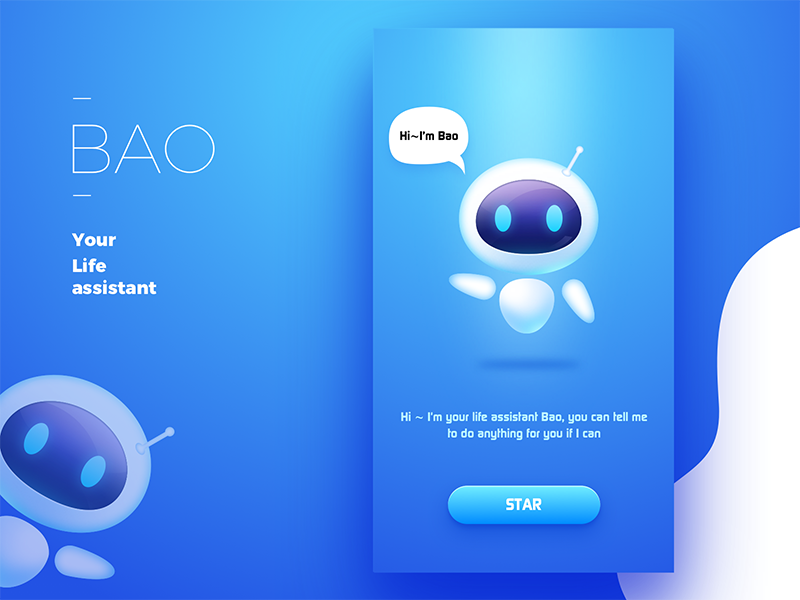 BAO
Your
Life
assistant
Hi~I'm Bao
Hi ~ I'm your life assistant Bao, you can tell me
to do anything for you if I can
STAR